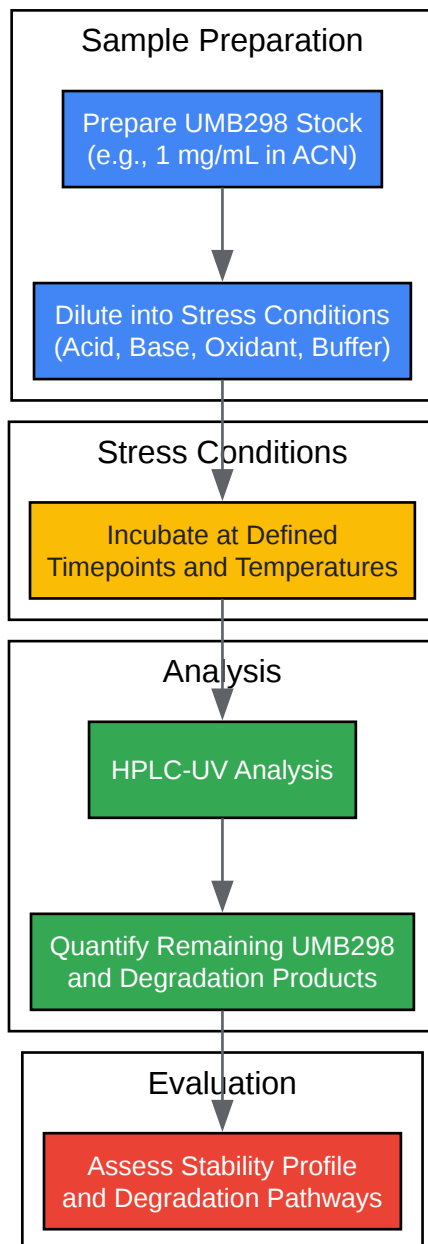 Sample Preparation
Prepare UMB298 Stock
(e.g., 1 mg/mL in ACN)
Dilute into Stress Conditions
(Acid, Base, Oxidant, Buffer)
Stress Conditions
Incubate at Defined
Timepoints and Temperatures
Analysis
HPLC-UV Analysis
Quantify Remaining UMB298
and Degradation Products
Evaluation
Assess Stability Profile
and Degradation Pathways